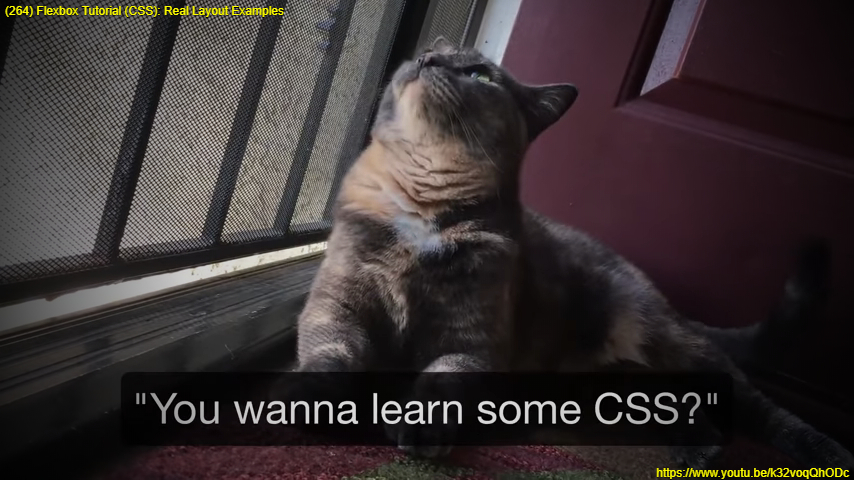 (264) Flexbox Tutorial (CSS): Real Layout Examples
"You wanna learn some CSS?"
https://www.youtu.be/k32voqQhODc